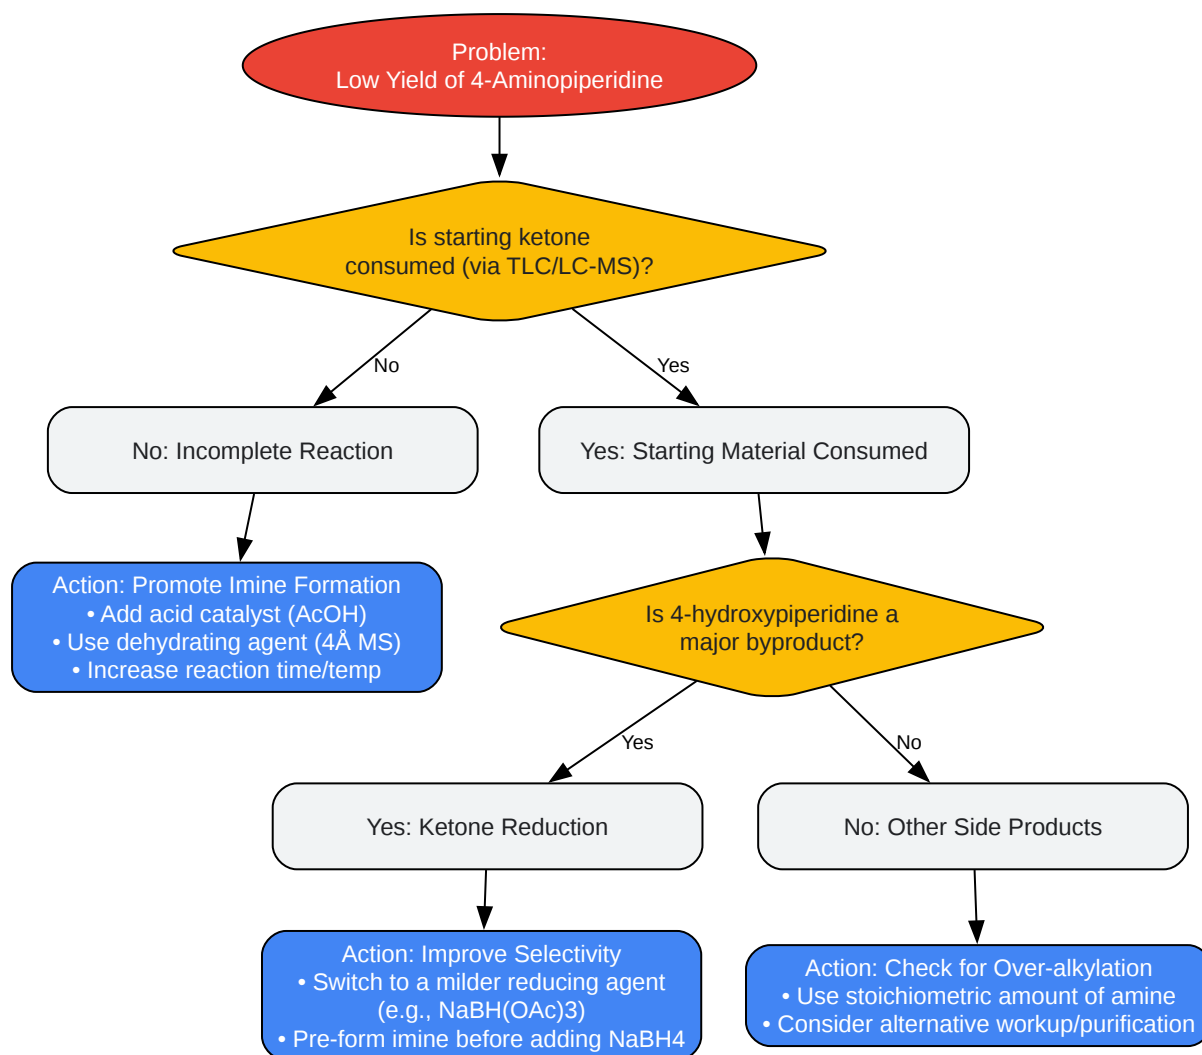 Problem:
Low Yield of 4-Aminopiperidine
Is starting ketone
consumed (via TLC/LC-MS)?
No
Yes
No: Incomplete Reaction
Yes: Starting Material Consumed
Action: Promote Imine Formation
• Add acid catalyst (AcOH)
• Use dehydrating agent (4Å MS)
• Increase reaction time/temp
Is 4-hydroxypiperidine a
major byproduct?
Yes
No
Yes: Ketone Reduction
No: Other Side Products
Action: Improve Selectivity
• Switch to a milder reducing agent
(e.g., NaBH(OAc)3)
• Pre-form imine before adding NaBH4
Action: Check for Over-alkylation
• Use stoichiometric amount of amine
• Consider alternative workup/purification